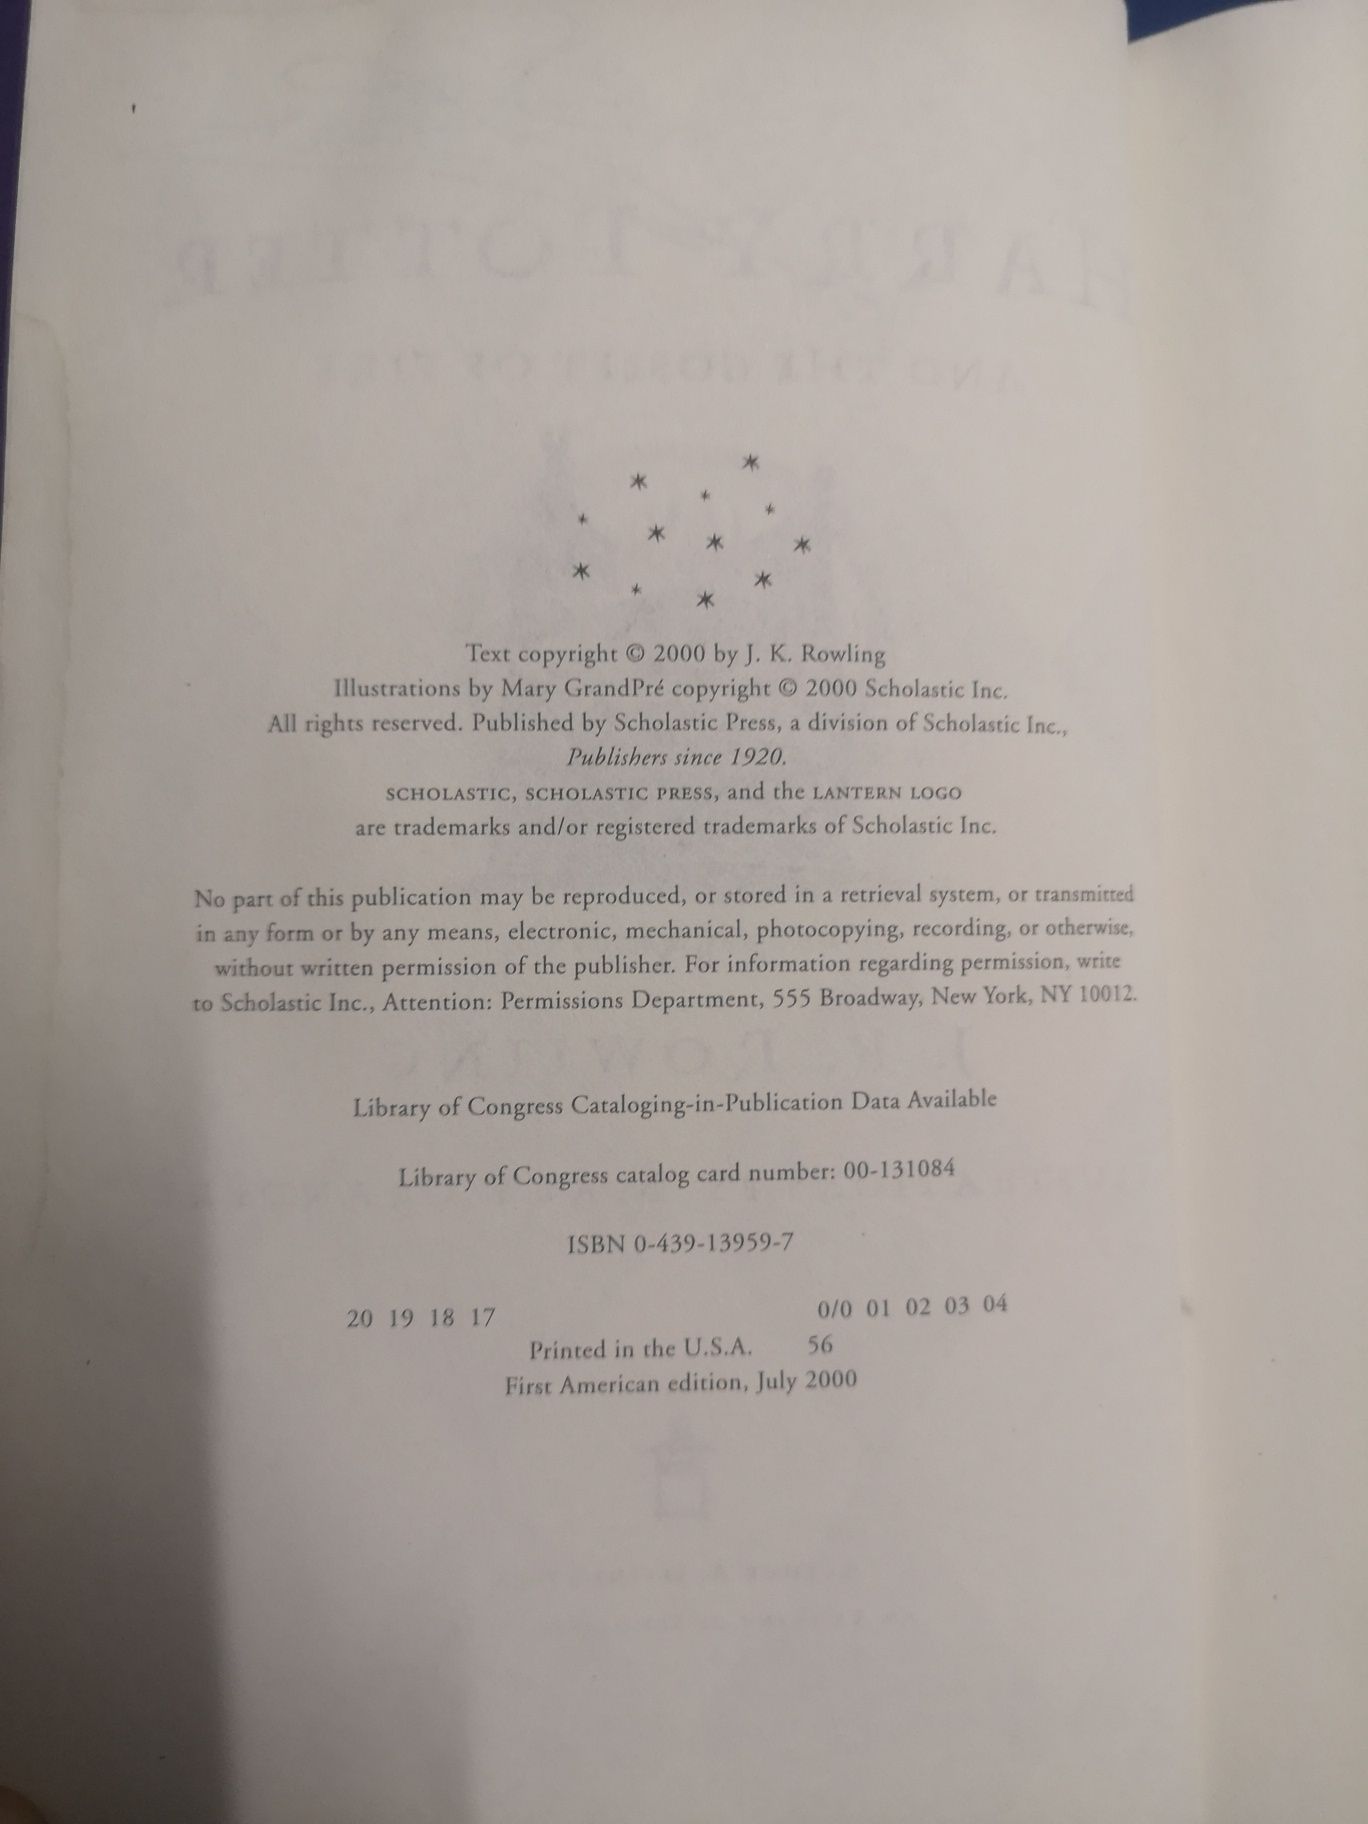 Text copyright © 2000 by J. K. Rowling
Illustrations by Mary GrandPré copyright © 2000 Scholastic Inc.
All rights reserved. Published by Scholastic Press, a division of Scholastic Inc.,
Publishers since 1920.
SCHOLASTIC, SCHOLASTIC PRESS, and the LANTERN LOGO
are trademarks and/or registered trademarks of Scholastic Inc.
No part of this publication may be reproduced, or stored in a retrieval system, or transmitted
in any form or by any means, electronic, mechanical, photocopying, recording, or otherwise,
without written permission of the publisher. For information regarding permission, write
to Scholastic Inc., Attention: Permissions Department, 555 Broadway, New York, NY 10012.
Library of Congress Cataloging-in-Publication Data Available
Library of Congress catalog card number: 00-131084
ISBN 0-439-13959-7
20 19 18 17 0/0 01 02 03 04
Printed in the U.S.A. 56
First American edition, July 2000